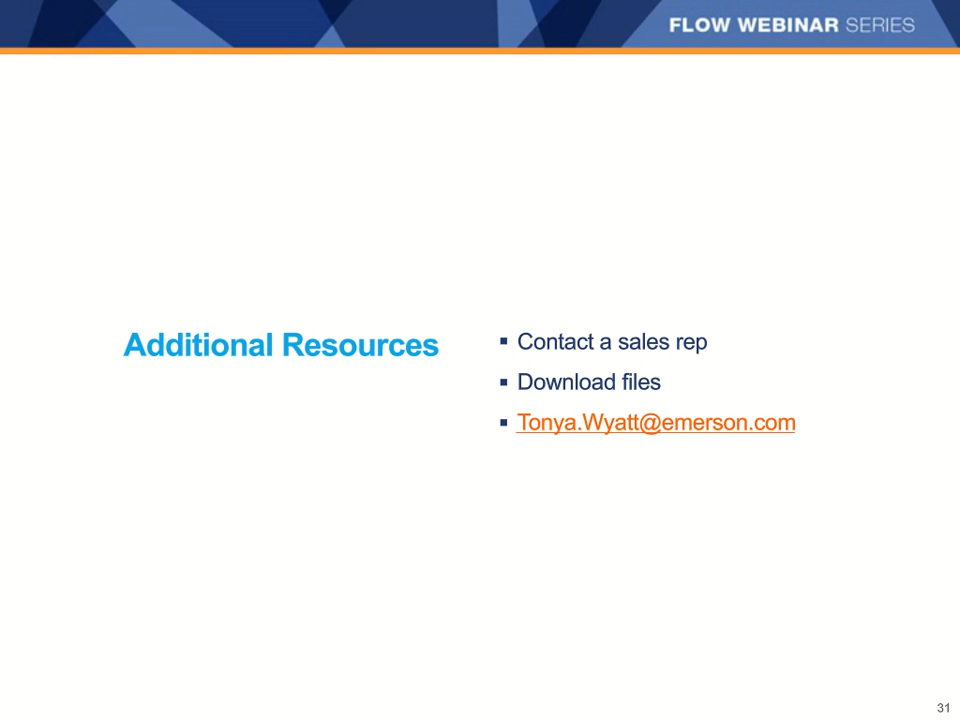 FLOW WEBINAR SERIES
Additional Resources
▪ Contact a sales rep
▪ Download files
▪ Tonya.Wyatt@emerson.com
31